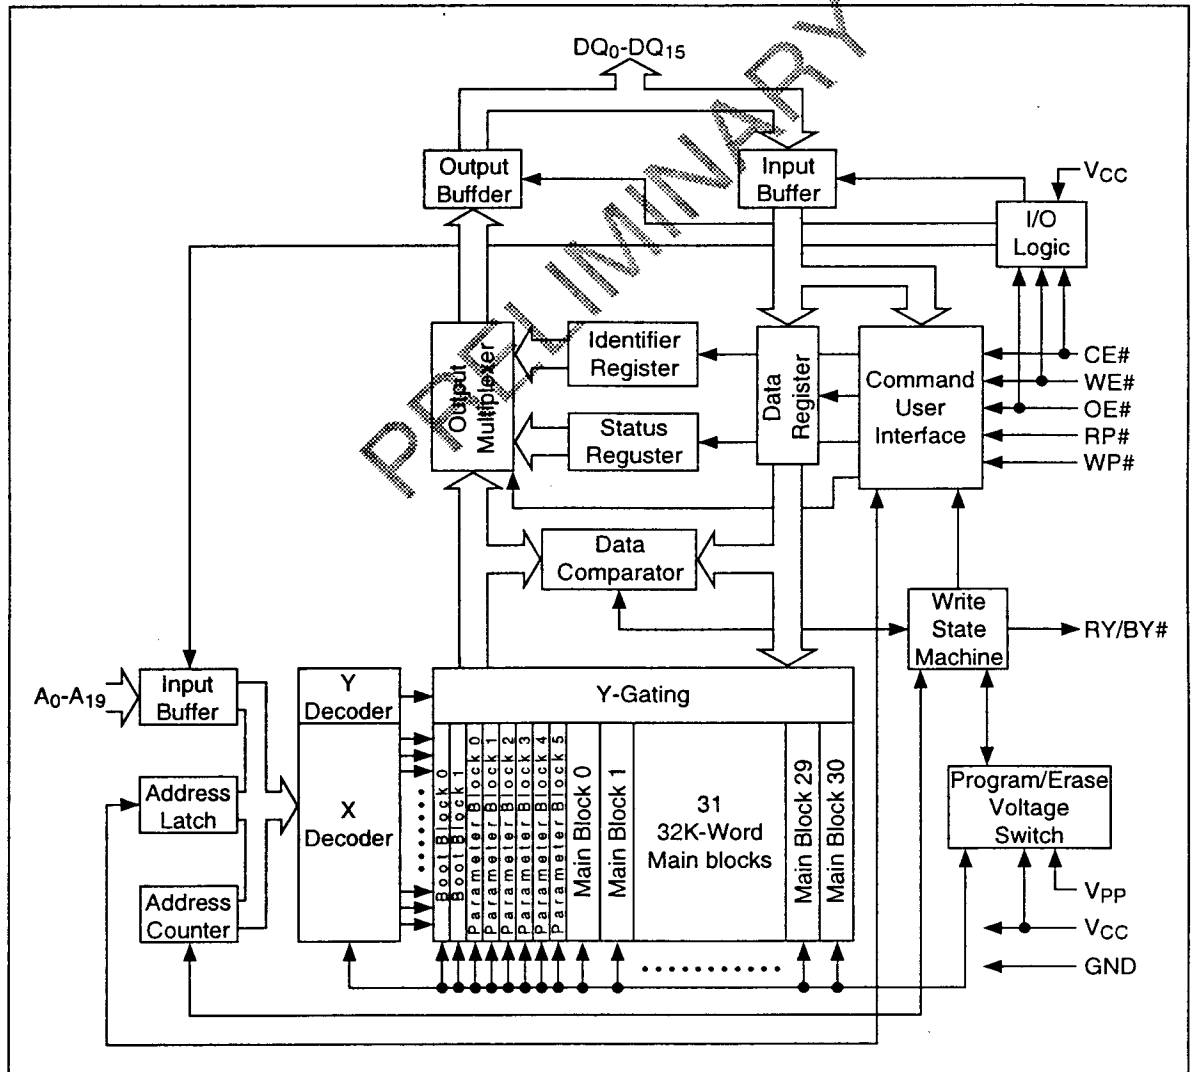 PRELIMINARY
DQ0-DQ15
Output
Buffder
Input
Buffer
VCC
I/O
Logic
Output
Multiplexer
Identifier
Register
Status
Reguster
Data
Register
Command
User
Interface
CE#
WE#
OE#
RP#
WP#
Data
Comparator
Write
State
Machine
RY/BY#
A0-A19
Input
Buffer
Y
Decoder
Y-Gating
Address
Latch
X
Decoder
Boot Block 0
Boot Block 1
Parameter Block 0
Parameter Block 1
Parameter Block 2
Parameter Block 3
Parameter Block 4
Parameter Block 5
Main Block 0
Main Block 1
31
32K-Word
Main blocks
Main Block 29
Main Block 30
Program/Erase
Voltage
Switch
Address
Counter
VPP
VCC
GND